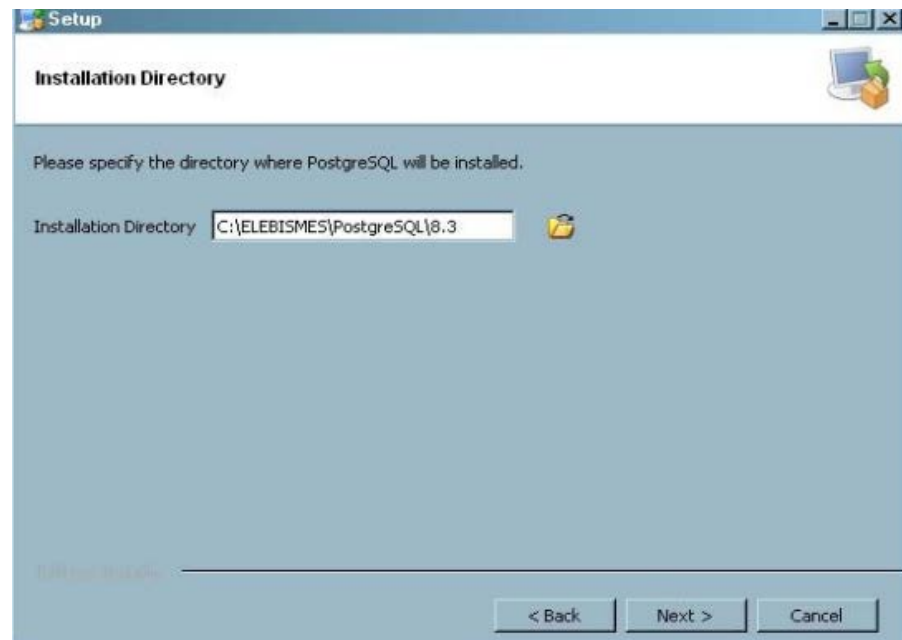 Setup
Installation Directory
Please specify the directory where PostgreSQL will be installed.
Installation Directory C:\ELEBISMES\PostgreSQL\8.3
< Back Next > Cancel